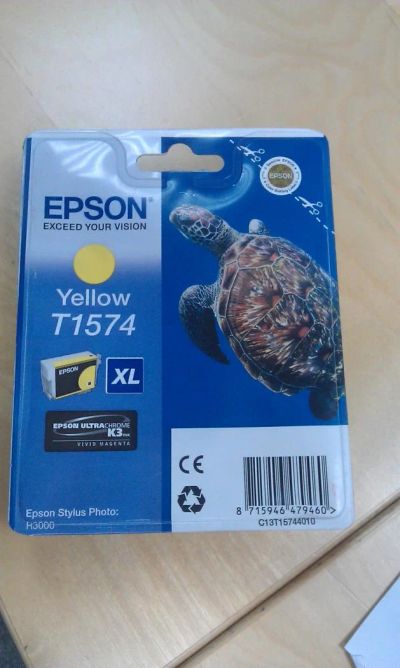 EPSON
EXCEED YOUR VISION
EPSON
Yellow
T1574
EPSON
XL
EPSON ULTRACHROME
K3 INK
VIVID MAGENTA
CE
Epson Stylus Photo:
R3000
8 715946 479460 >
C13T15744010